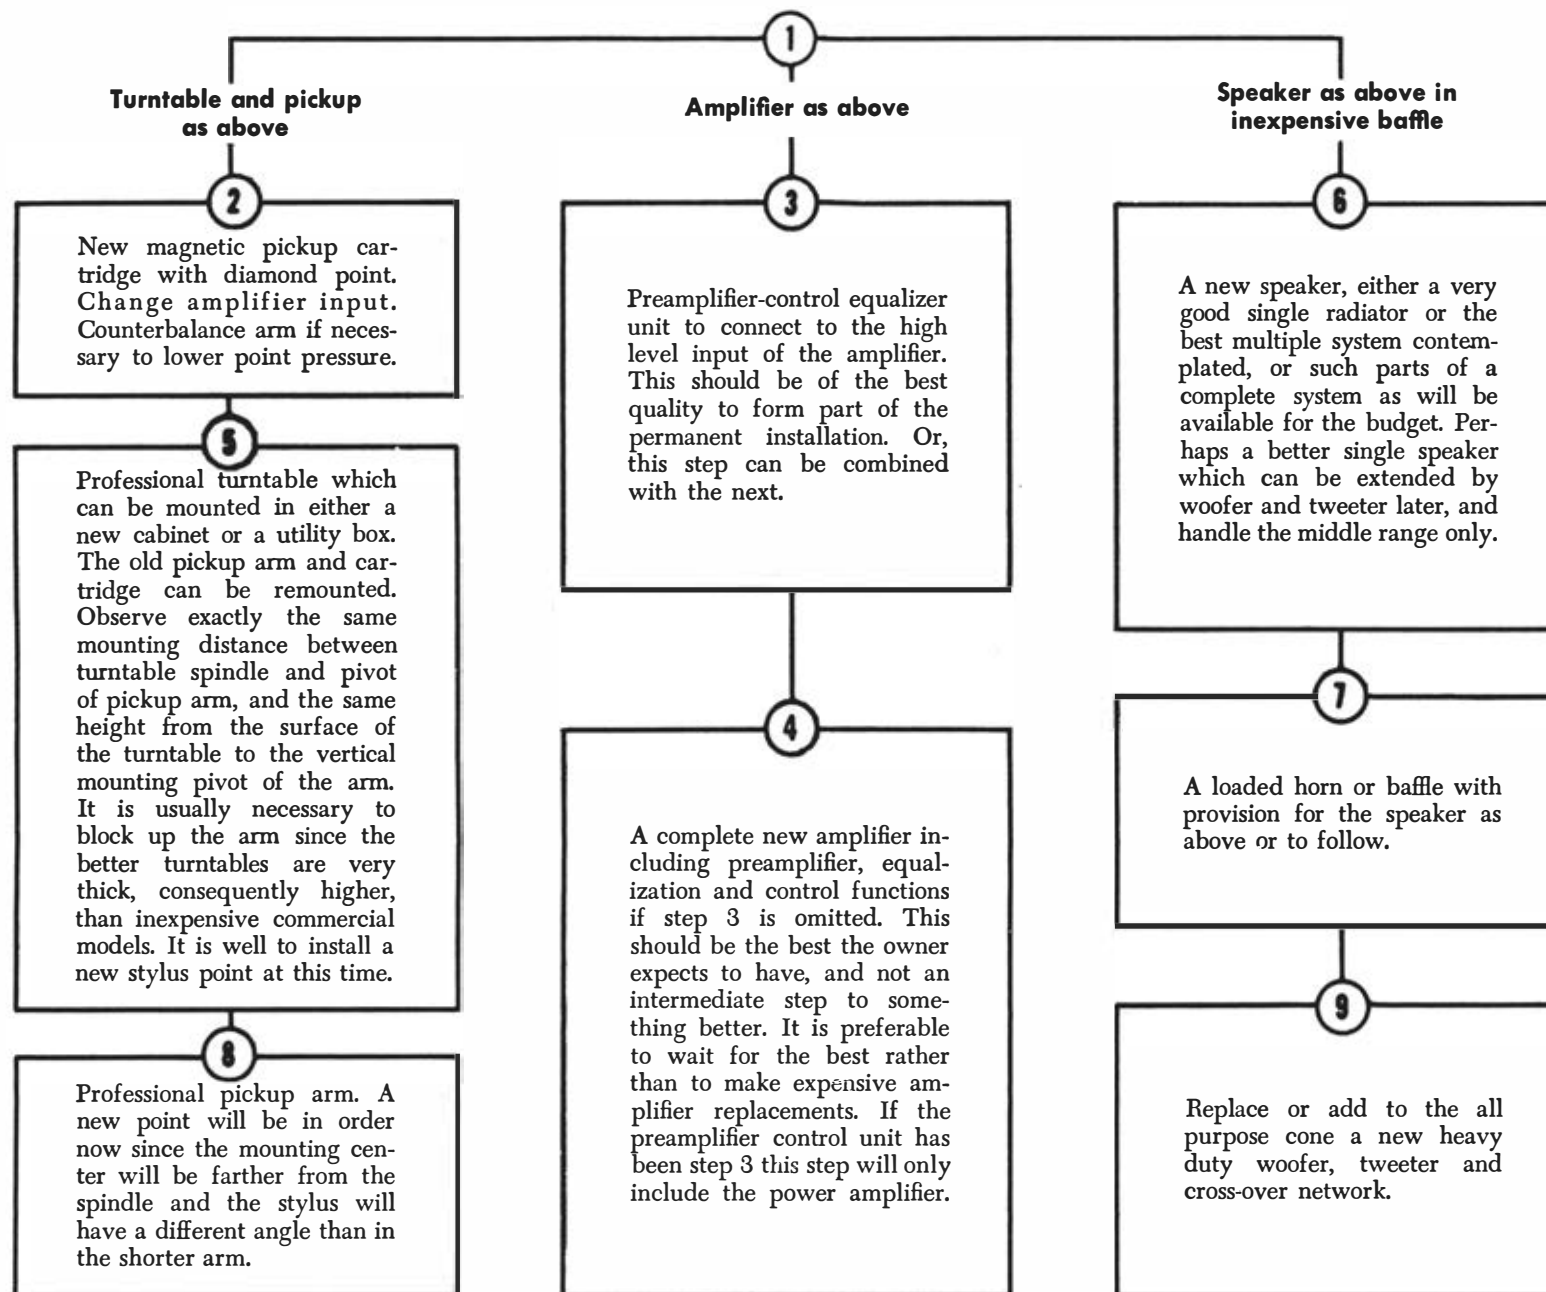 1
Turntable and pickup
as above
2
New magnetic pickup car-
tridge with diamond point.
Change amplifier input.
Counterbalance arm if neces-
sary to lower point pressure.
5
Professional turntable which
can be mounted in either a
new cabinet or a utility box.
The old pickup arm and car-
tridge can be remounted.
Observe exactly the same
mounting distance between
turntable spindle and pivot
of pickup arm, and the same
height from the surface of
the turntable to the vertical
mounting pivot of the arm.
It is usually necessary to
block up the arm since the
better turntables are very
thick, consequently higher,
than inexpensive commercial
models. It is well to install a
new stylus point at this time.
8
Professional pickup arm. A
new point will be in order
now since the mounting cen-
ter will be farther from the
spindle and the stylus will
have a different angle than in
the shorter arm.
Amplifier as above
3
Preamplifier-control equalizer
unit to connect to the high
level input of the amplifier.
This should be of the best
quality to form part of the
permanent installation. Or,
this step can be combined
with the next.
4
A complete new amplifier in-
cluding preamplifier, equal-
ization and control functions
if step 3 is omitted. This
should be the best the owner
expects to have, and not an
intermediate step to some-
thing better. It is preferable
to wait for the best rather
than to make expensive am-
plifier replacements. If the
preamplifier control unit has
been step 3 this step will only
include the power amplifier.
Speaker as above in
inexpensive baffle
6
A new speaker, either a very
good single radiator or the
best multiple system contem-
plated, or such parts of a
complete system as will be
available for the budget. Per-
haps a better single speaker
which can be extended by
woofer and tweeter later, and
handle the middle range only.
7
A loaded horn or baffle with
provision for the speaker as
above or to follow.
9
Replace or add to the all
purpose cone a new heavy
duty woofer, tweeter and
cross-over network.